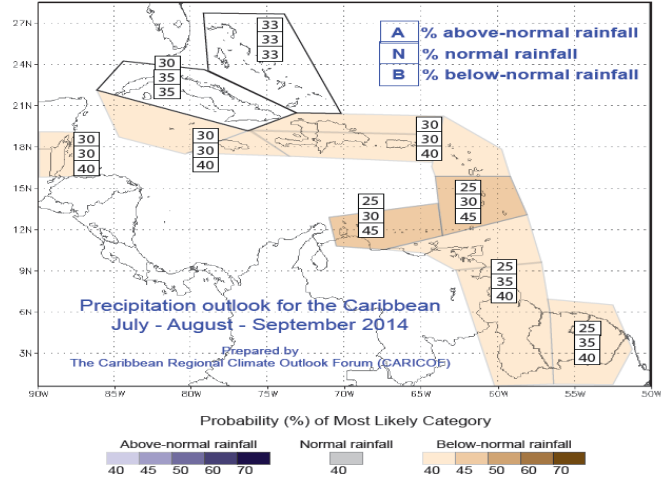 27N
24N
21N
18N
15N
12N
9N
6N
3N
90W
85W
80W
75W
70W
65W
60W
55W
50W
A % above-normal rainfall
N % normal rainfall
B % below-normal rainfall
33
33
33
30
35
35
30
30
40
30
30
40
30
30
40
25
30
45
25
30
45
25
35
40
25
35
40
Precipitation outlook for the Caribbean
July - August - September 2014
Prepared by
The Caribbean Regional Climate Outlook Forum (CARICOF)
Probability (%) of Most Likely Category
Above-normal rainfall Normal rainfall Below-normal rainfall
40 45 50 60 70 40 40 45 50 60 70